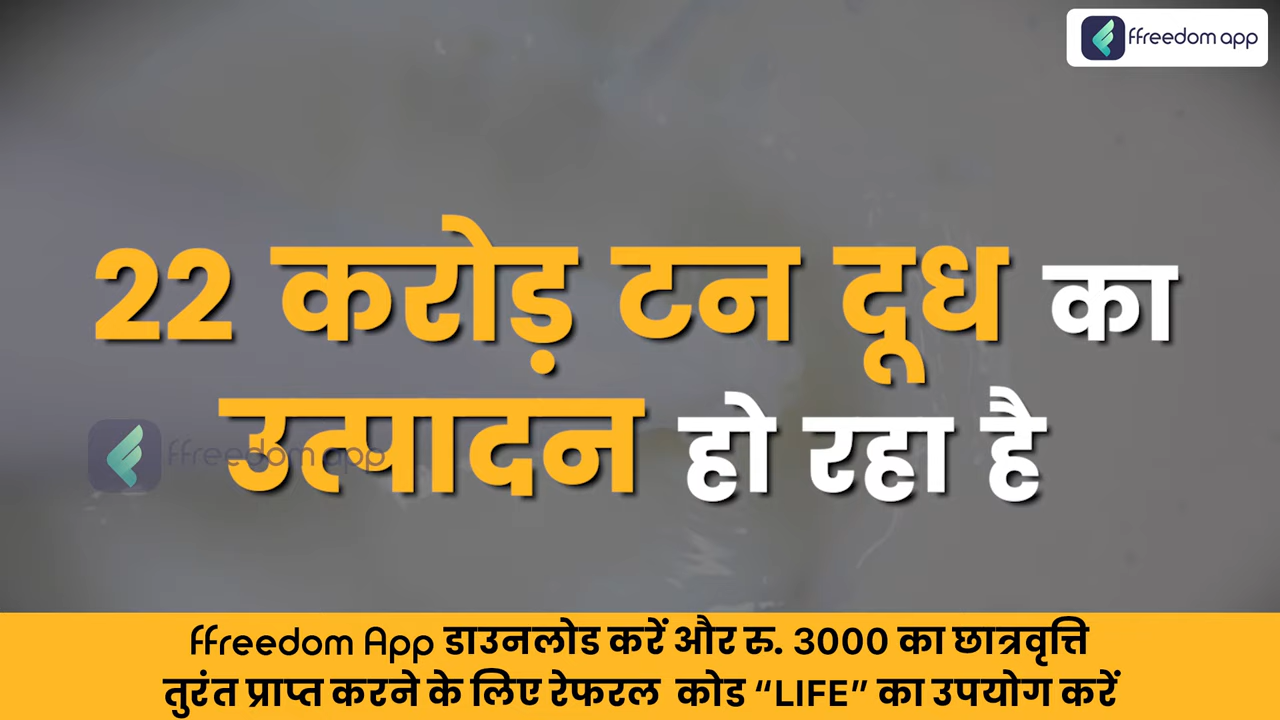 ffreedom app
22 करोड़ टन दूध का
उत्पादन हो रहा है
ffreedom app
ffreedom App डाउनलोड करें और रु. 3000 का छात्रवृत्ति
तुरंत प्राप्त करने के लिए रेफरल कोड “LIFE” का उपयोग करें